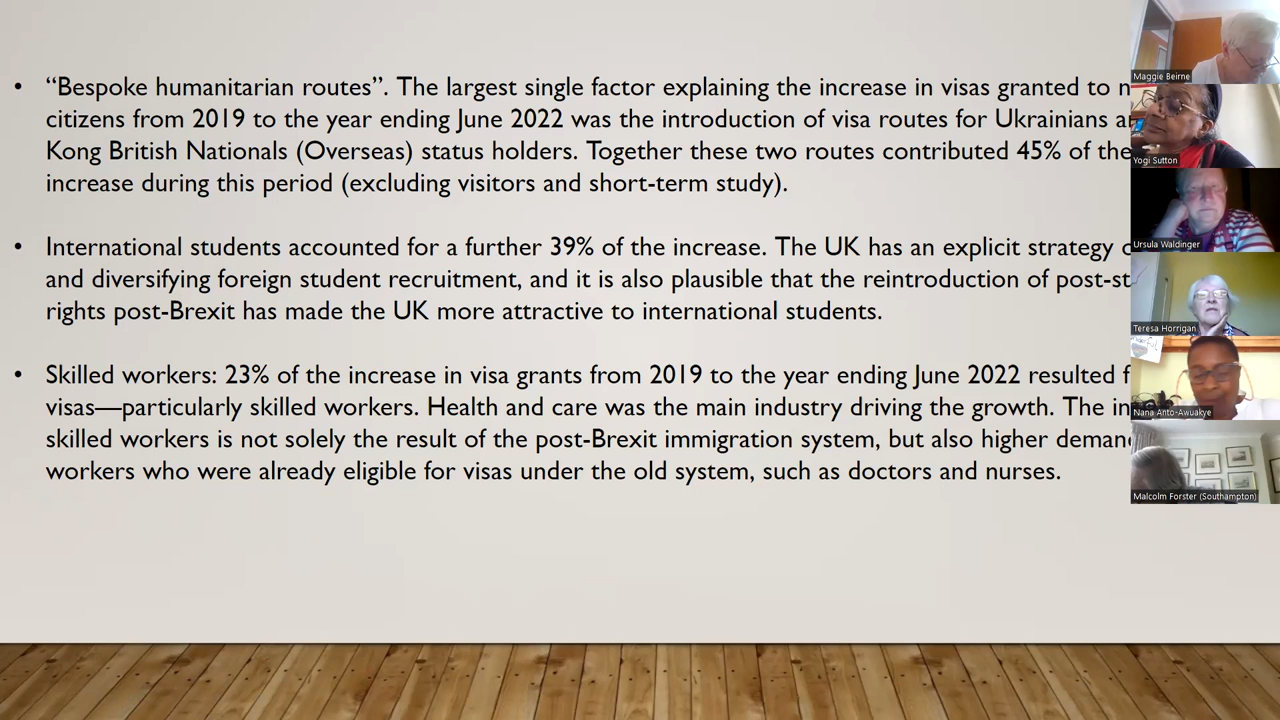 • “Bespoke humanitarian routes”. The largest single factor explaining the increase in visas granted to
citizens from 2019 to the year ending June 2022 was the introduction of visa routes for Ukrainians
Kong British Nationals (Overseas) status holders. Together these two routes contributed 45% of the
increase during this period (excluding visitors and short-term study).
• International students accounted for a further 39% of the increase. The UK has an explicit strategy
and diversifying foreign student recruitment, and it is also plausible that the reintroduction of post-st
rights post-Brexit has made the UK more attractive to international students.
• Skilled workers: 23% of the increase in visa grants from 2019 to the year ending June 2022 resulted
visas—particularly skilled workers. Health and care was the main industry driving the growth. The in
skilled workers is not solely the result of the post-Brexit immigration system, but also higher deman
workers who were already eligible for visas under the old system, such as doctors and nurses.
Maggie Beirne
Yogi Sutton
Ursula Waldinger
Teresa Horrigan
Nana Anto-Awuakye
Malcolm Forster (Southampton)